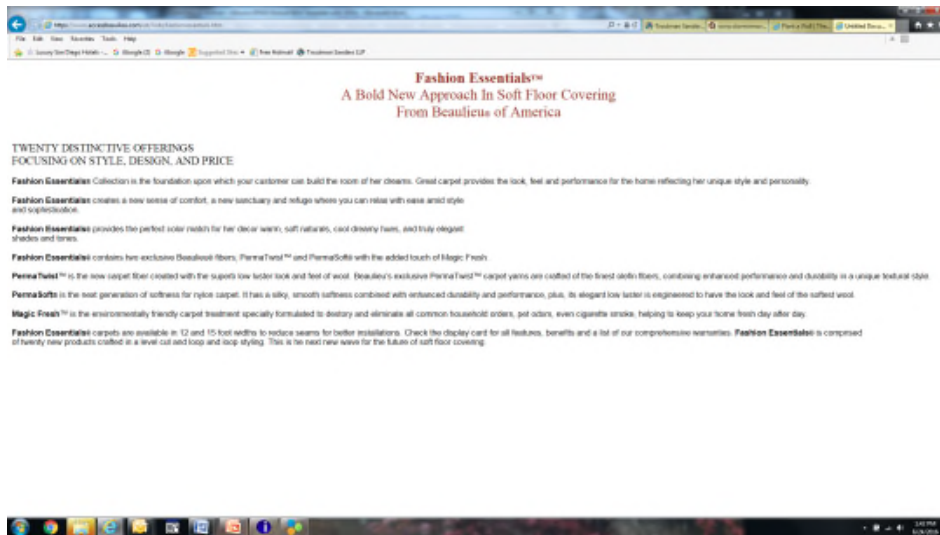 File Edit View Favorites Tools Help
Fashion Essentials™
A Bold New Approach In Soft Floor Covering
From Beaulieu® of America
TWENTY DISTINCTIVE OFFERINGS
FOCUSING ON STYLE, DESIGN, AND PRICE
Fashion Essentials® Collection is the foundation upon which your customer can build the room of her dreams. Great carpet provides the look, feel and performance for the home reflecting her unique style and personality.
Fashion Essentials® creates a new sense of comfort, a new sanctuary and refuge where you can relax with ease amid style
and sophistication.
Fashion Essentials® provides the perfect color match for her decor warm, soft naturals, cool dreamy hues, and truly elegant
shades and tones.
Fashion Essentials® contains two exclusive Beaulieu® fibers, PermaTwist™ and PermaSoft® with the added touch of Magic Fresh
PermaTwist™ is the new carpet fiber created with the superb low luster look and feel of wool. Beaulieu's exclusive PermaTwist™ carpet yarns are crafted of the finest olefin fibers, combining enhanced performance and durability in a unique textural style.
PermaSoft® is the next generation of softness for nylon carpet. It has a silky, smooth softness combined with enhanced durability and performance, plus, its elegant low luster is engineered to have the look and feel of the softest wool.
Magic Fresh™ is the environmentally friendly carpet treatment specially formulated to destory and eliminate all common household orders, pet odors, even cigarette smoke, helping to keep your home fresh day after day.
Fashion Essentials® carpets are available in 12 and 15 foot widths to reduce seams for better installations. Check the display card for all features, benefits and a list of our comprehensive warranties. Fashion Essentials® is comprised
of twenty new products crafted in a level cut and loop and loop styling. This is he next new wave for the future of soft floor covering.